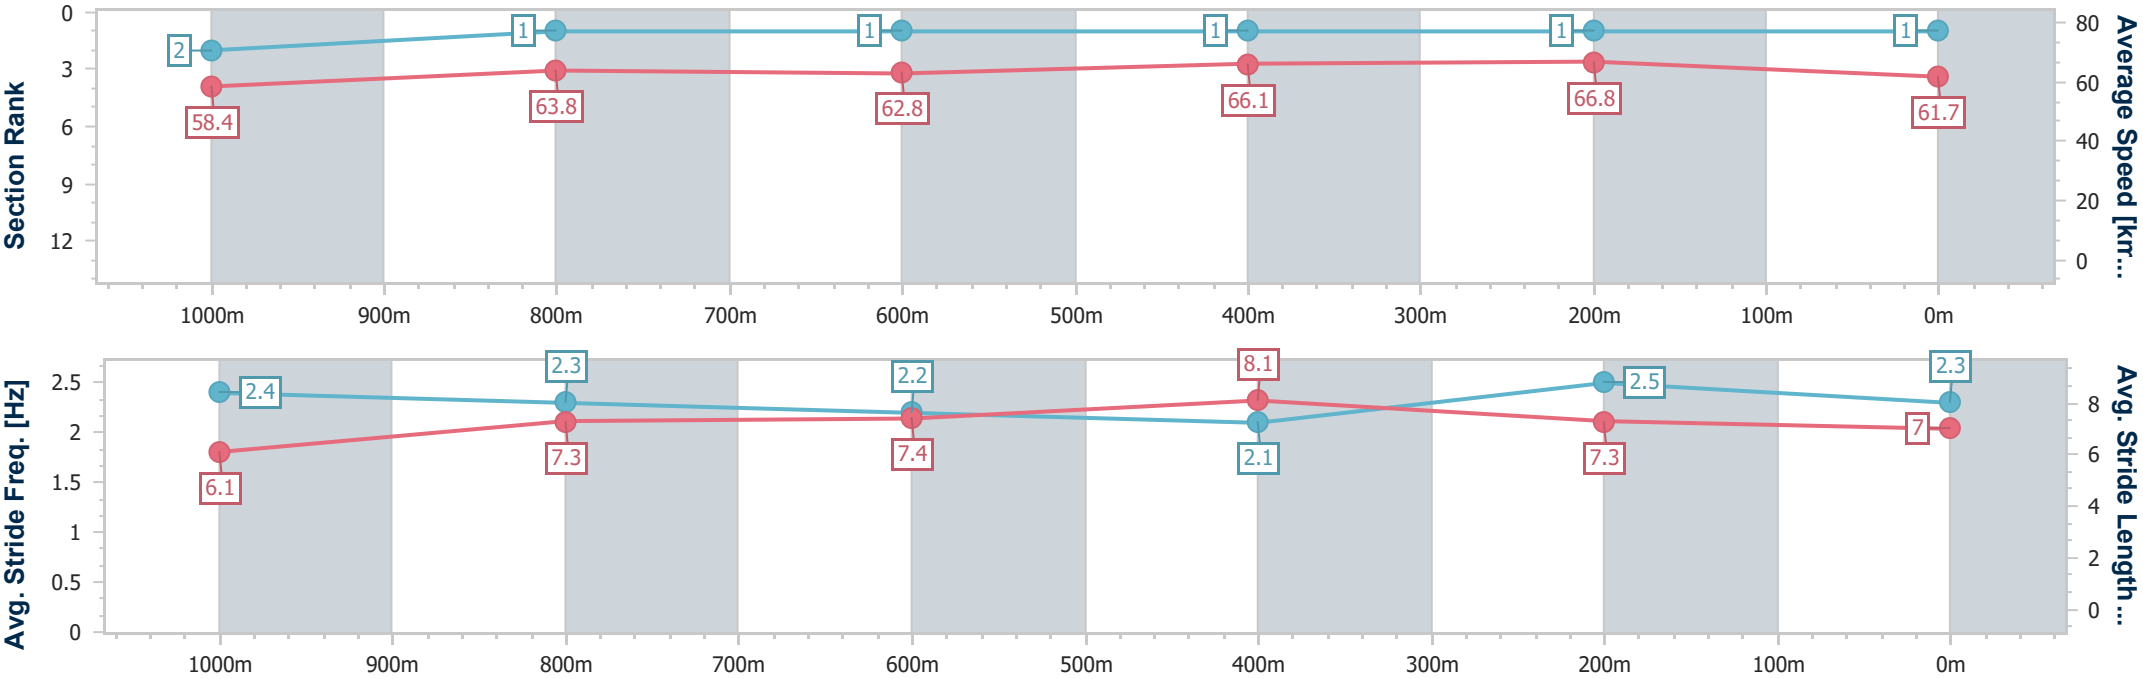 Section Rank
0
3
6
9
12
2
1
1
1
1
1
58.4
63.8
62.8
66.1
66.8
61.7
80
60
40
20
0
Average Speed [km...
1000m
900m
800m
700m
600m
500m
400m
300m
200m
100m
0m
Avg. Stride Freq. [Hz]
2.5
2
1.5
1
0.5
0
2.4
2.3
2.2
2.1
2.5
2.3
6.1
7.3
7.4
8.1
7.3
7
8
6
4
2
0
Avg. Stride Length...
1000m
900m
800m
700m
600m
500m
400m
300m
200m
100m
0m